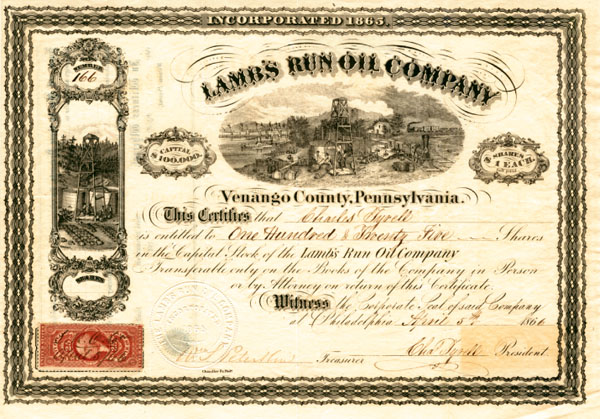 INCORPORATED 1865.
NUMBER
166
LAMB'S RUN OIL COMPANY
CAPITAL
$100,000.
SHARES
$1 EACH
Venango County, Pennsylvania.
This Certifies that Charles Tyrell
is entitled to One Hundred & Twenty Five Shares
in the Capital Stock of the LAMB'S RUN OIL COMPANY
Transferable only on the Books of the Company in Person
or by Attorney on return of this Certificate.
Witness the Corporate Seal of said Company
at Philadelphia April 5th 1866
Treasurer
Chs Tyrell President
SHARES